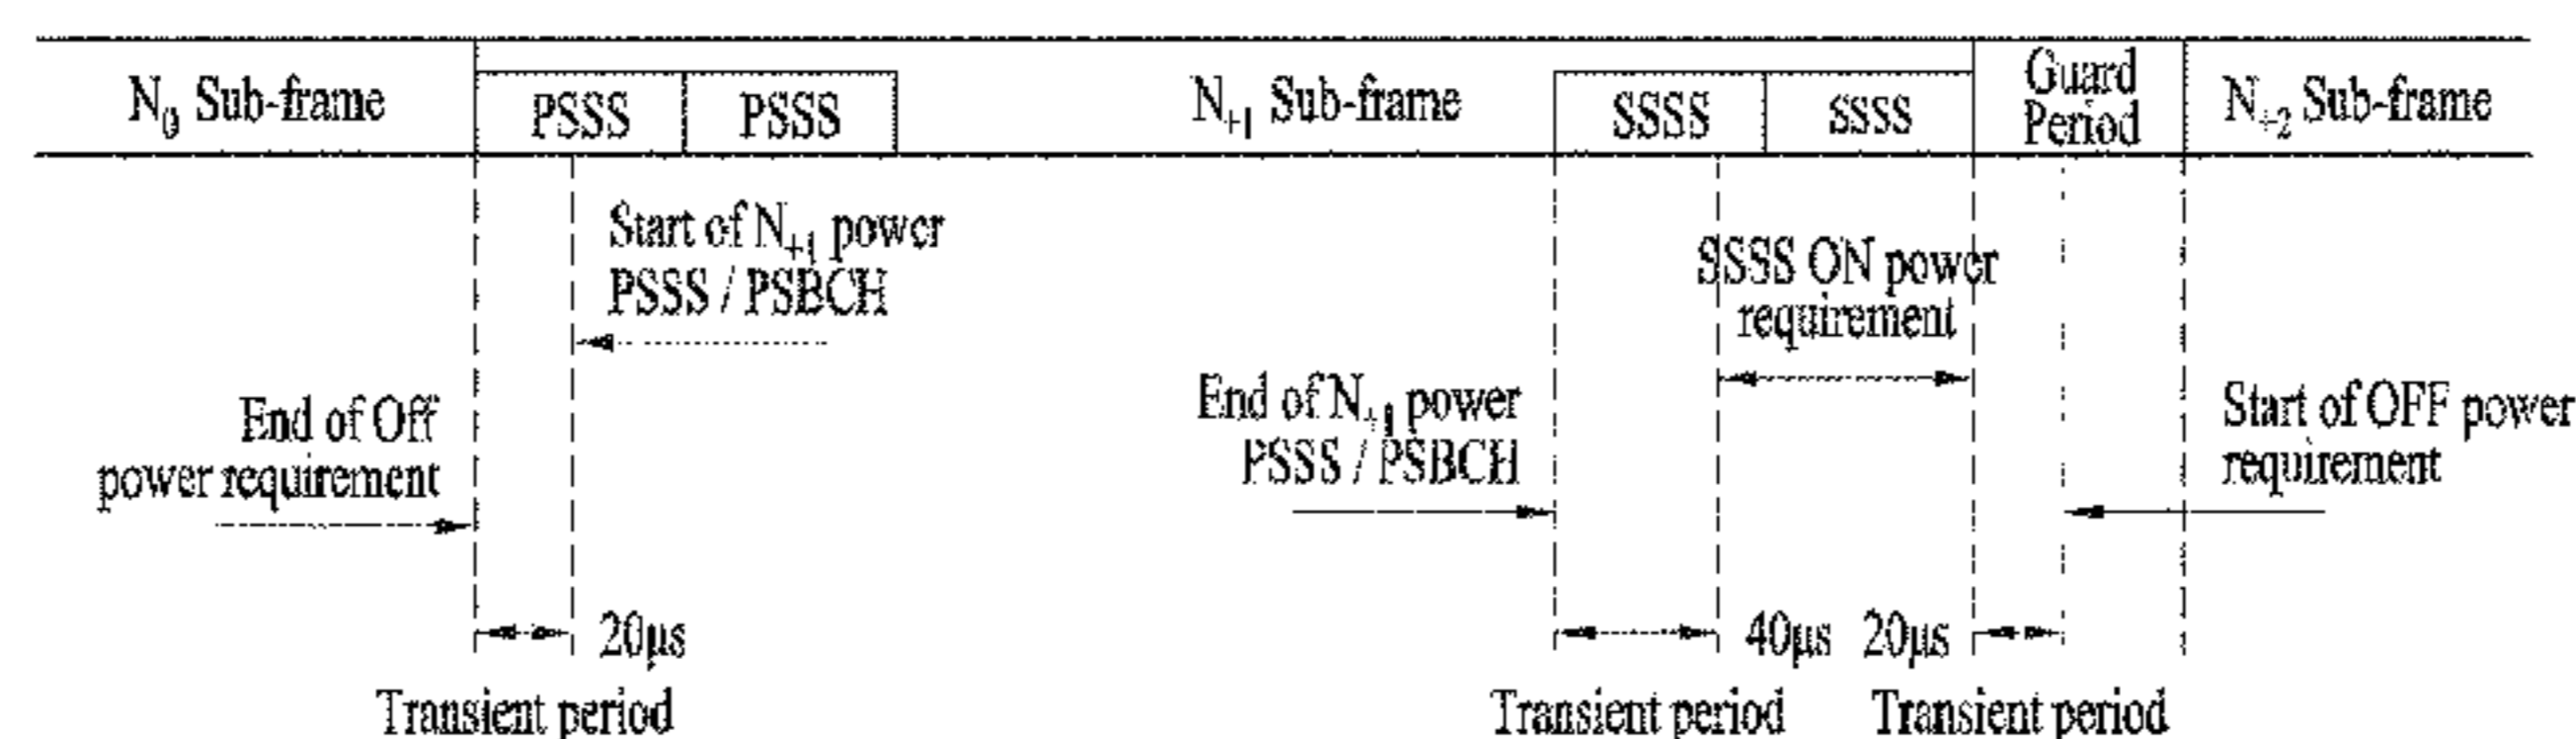 N0 Sub-frame
PSSS
PSSS
N+1 Sub-frame
SSSS
SSSS
Guard
Period
N+2 Sub-frame
Start of N+1 power
PSSS / PSBCH
SSSS ON power
requirement
End of Off
power requirement
End of N+1 power
PSSS / PSBCH
Start of OFF power
requirement
20μs
40μs
20μs
Transient period
Transient period
Transient period